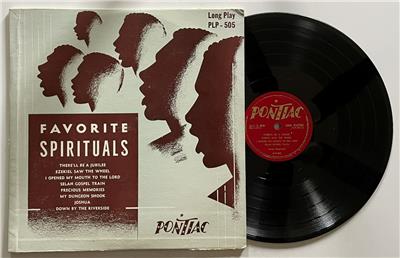 Long Play
PLP - 505
FAVORITE
SPIRITUALS
THERE'LL BE A JUBILEE
EZEKIEL SAW THE WHEEL
I OPENED MY MOUTH TO THE LORD
SELAN GOSPEL TRAIN
PRECIOUS MEMORIES
MY DUNGEON SHOOK
JOSHUA
DOWN BY THE RIVERSIDE
PONTIAC
PONTIAC